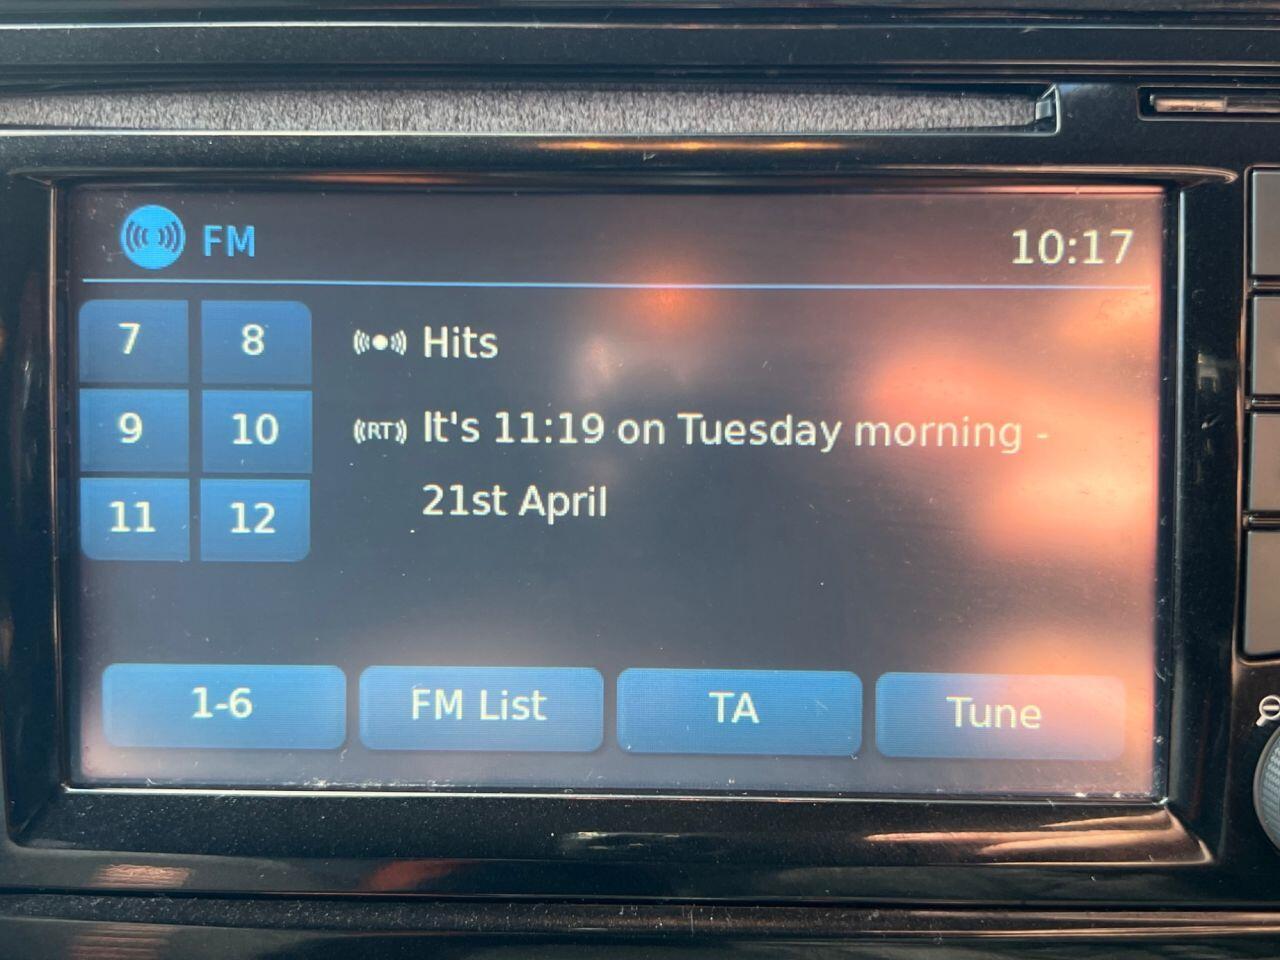 FM
10:17
7 8
9 10
11 12
Hits
RT It's 11:19 on Tuesday morning -
21st April
1-6 FM List TA Tune